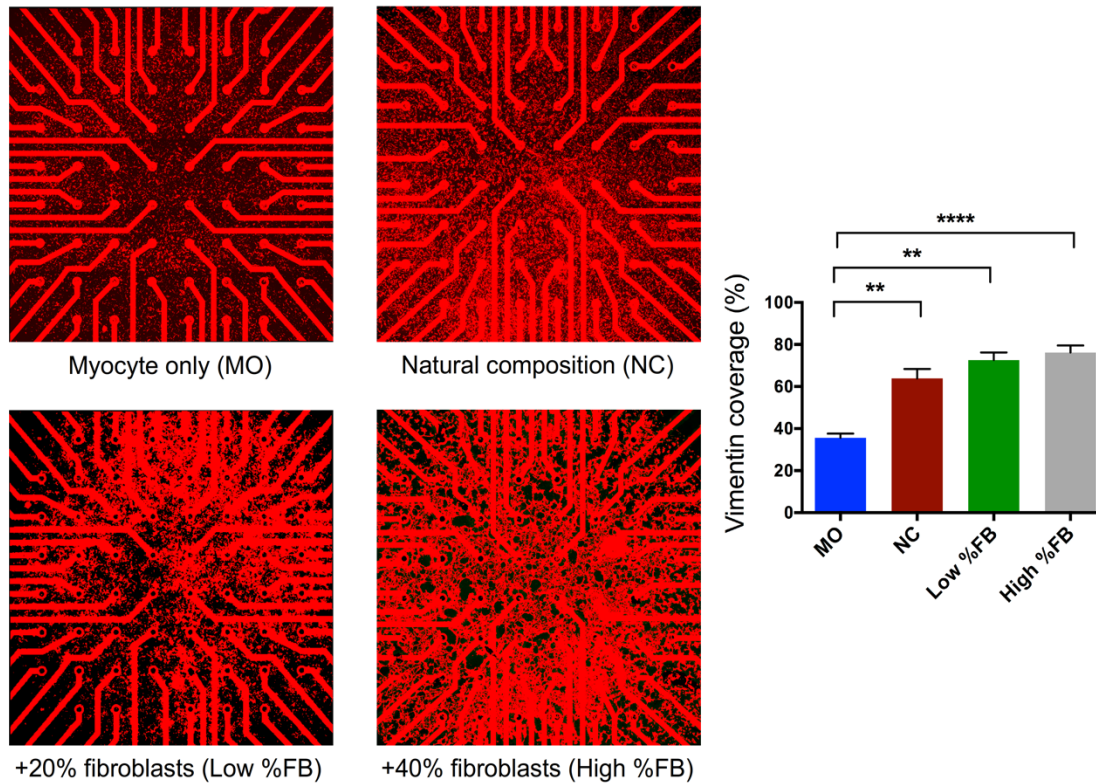 Myocyte only (MO)
Natural composition (NC)
+20% fibroblasts (Low %FB)
+40% fibroblasts (High %FB)
****
**
**
Vimentin coverage (%)
100
80
60
40
20
0
MO
NC
Low %FB
High %FB